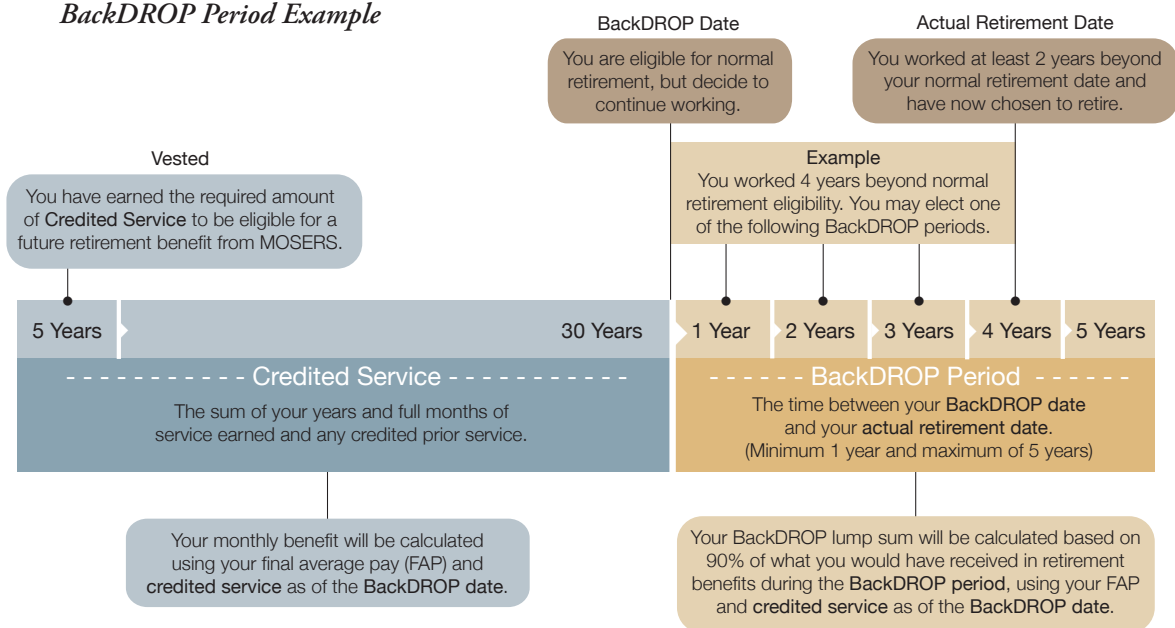 BackDROP Period Example
BackDROP Date
You are eligible for normal
retirement, but decide to
continue working.
Actual Retirement Date
You worked at least 2 years beyond
your normal retirement date and
have now chosen to retire.
Vested
You have earned the required amount
of Credited Service to be eligible for a
future retirement benefit from MOSERS.
Example
You worked 4 years beyond normal
retirement eligibility. You may elect one
of the following BackDROP periods.
5 Years
30 Years
1 Year
2 Years
3 Years
4 Years
5 Years
Credited Service
The sum of your years and full months of
service earned and any credited prior service.
BackDROP Period
The time between your BackDROP date
and your actual retirement date.
(Minimum 1 year and maximum of 5 years)
Your monthly benefit will be calculated
using your final average pay (FAP) and
credited service as of the BackDROP date.
Your BackDROP lump sum will be calculated based on
90% of what you would have received in retirement
benefits during the BackDROP period, using your FAP
and credited service as of the BackDROP date.